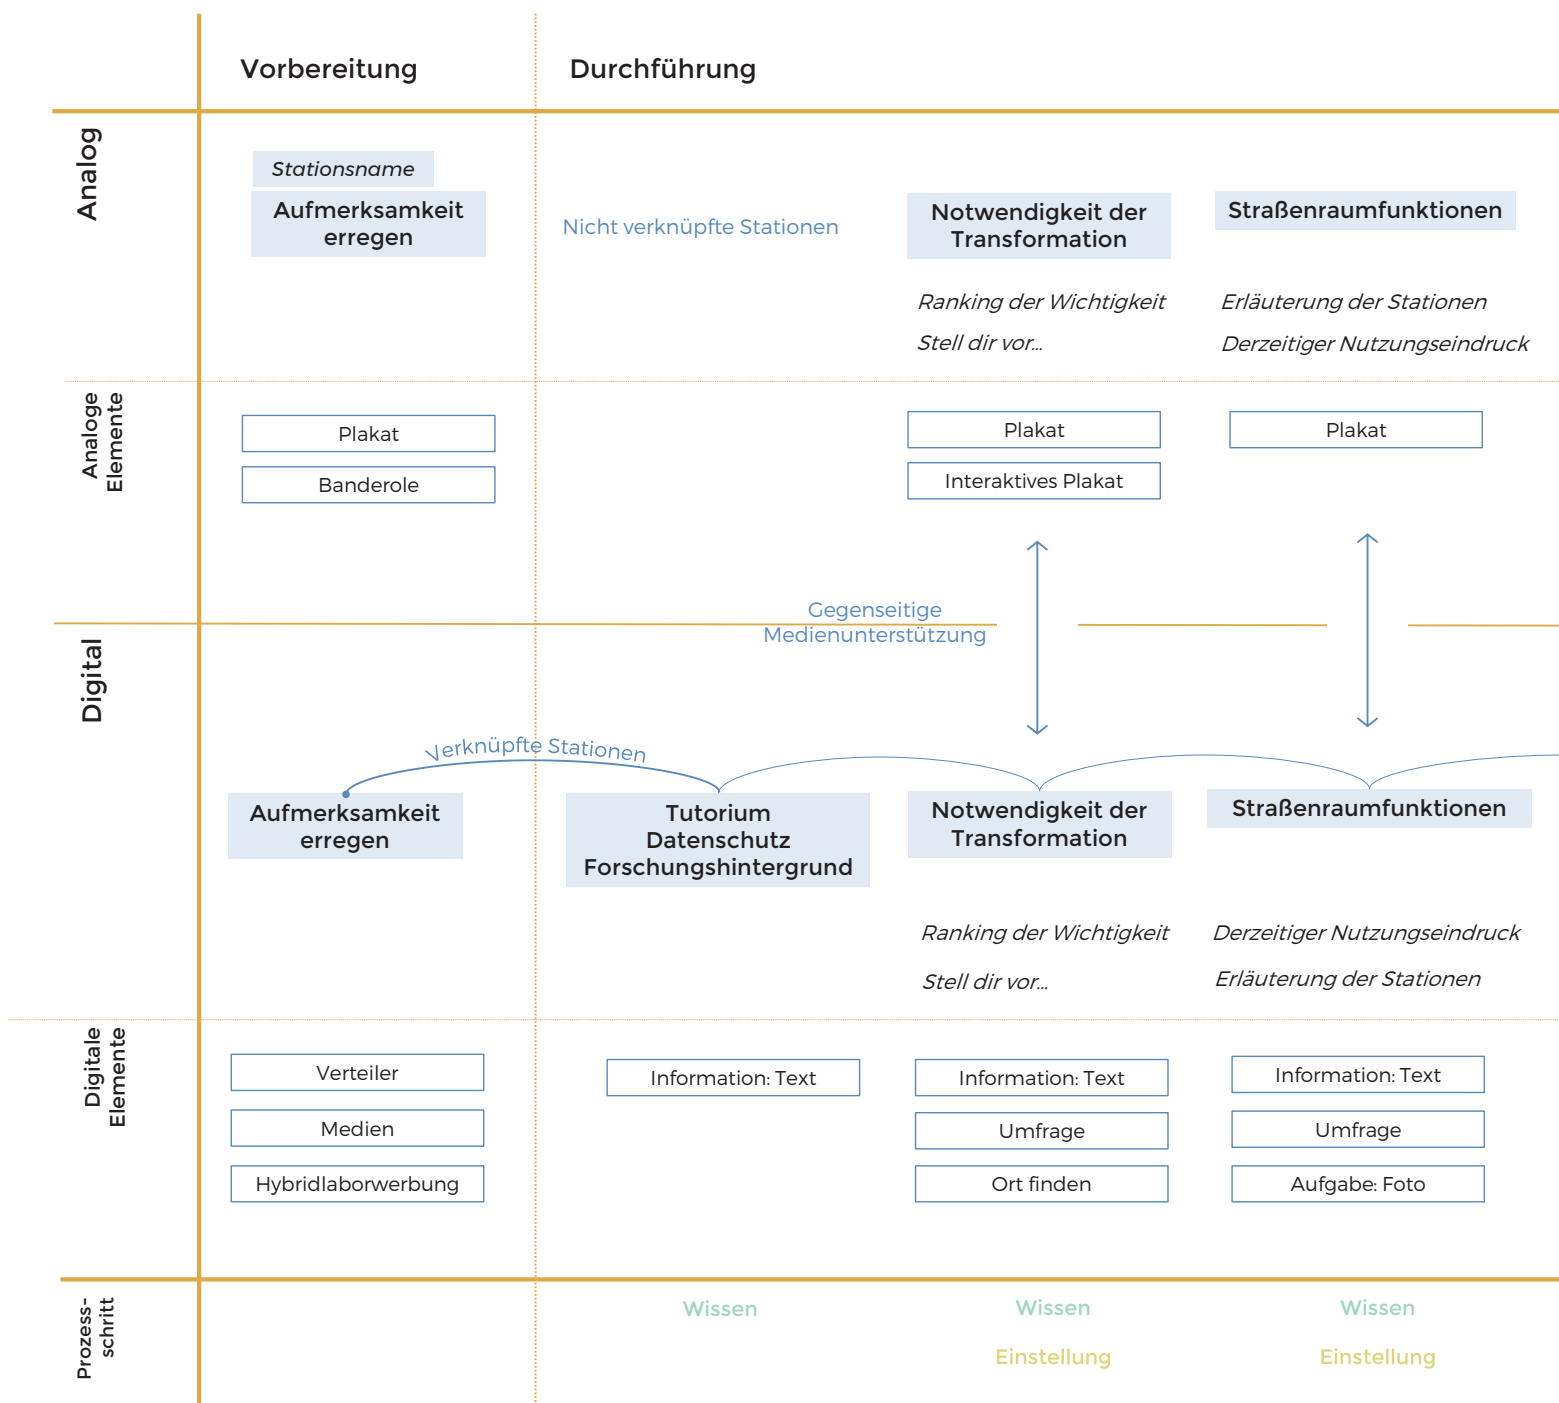 Vorbereitung
Durchführung
Analog
Stationsname
Aufmerksamkeit
erregen
Nicht verknüpfte Stationen
Notwendigkeit der
Transformation
Straßenraumfunktionen
Ranking der Wichtigkeit
Stell dir vor...
Erläuterung der Stationen
Derzeitiger Nutzungseindruck
Analoge
Elemente
Plakat
Banderole
Plakat
Interaktives Plakat
Plakat
Gegenseitige
Medienunterstützung
Digital
Verknüpfte Stationen
Aufmerksamkeit
erregen
Tutorium
Datenschutz
Forschungshintergrund
Notwendigkeit der
Transformation
Straßenraumfunktionen
Ranking der Wichtigkeit
Stell dir vor...
Derzeitiger Nutzungseindruck
Erläuterung der Stationen
Digitale
Elemente
Verteiler
Medien
Hybridlaborwerbung
Information: Text
Information: Text
Umfrage
Ort finden
Information: Text
Umfrage
Aufgabe: Foto
Prozess-
schritt
Wissen
Wissen
Einstellung
Wissen
Einstellung